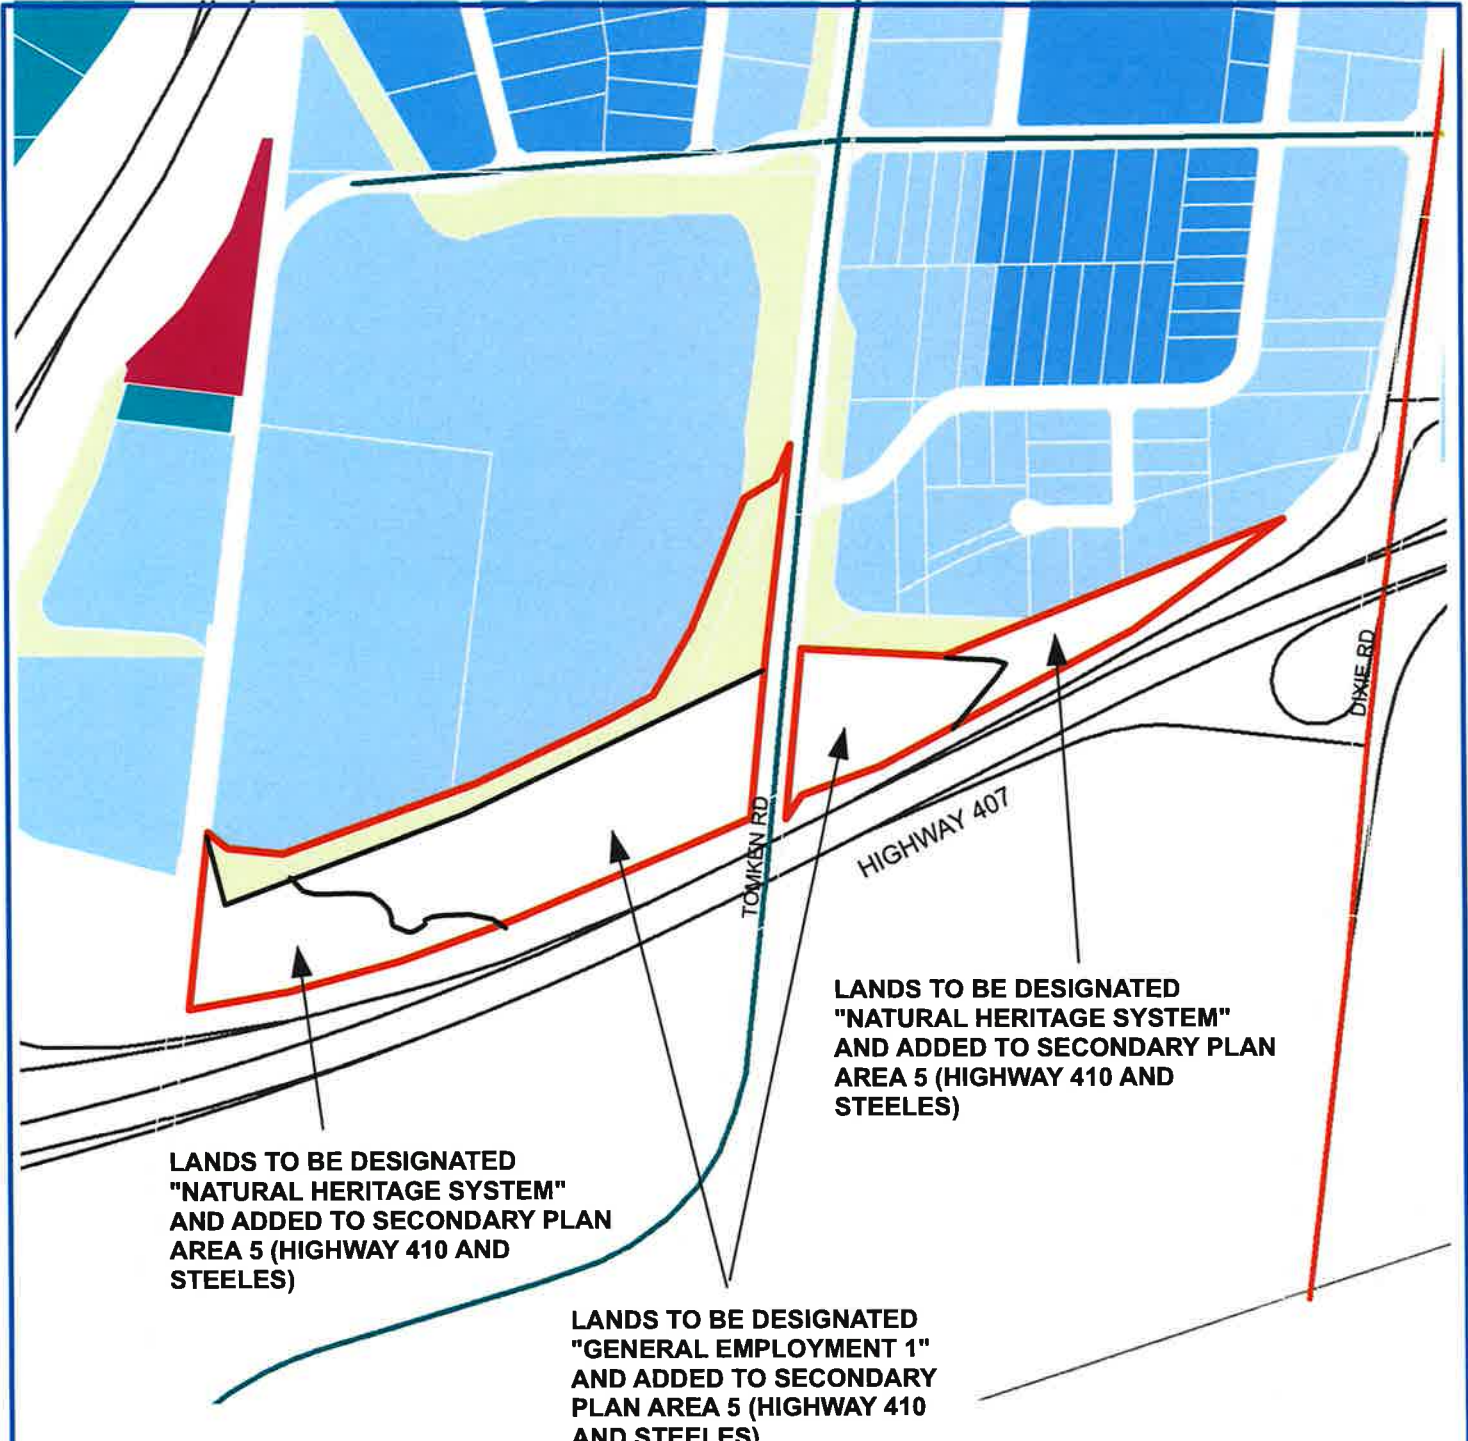 DIXIE RD
TOMKEN RD
HIGHWAY 407
LANDS TO BE DESIGNATED
"NATURAL HERITAGE SYSTEM"
AND ADDED TO SECONDARY PLAN
AREA 5 (HIGHWAY 410 AND
STEELES)
LANDS TO BE DESIGNATED
"NATURAL HERITAGE SYSTEM"
AND ADDED TO SECONDARY PLAN
AREA 5 (HIGHWAY 410 AND
STEELES)
LANDS TO BE DESIGNATED
"GENERAL EMPLOYMENT 1"
AND ADDED TO SECONDARY
PLAN AREA 5 (HIGHWAY 410
AND STEELES)